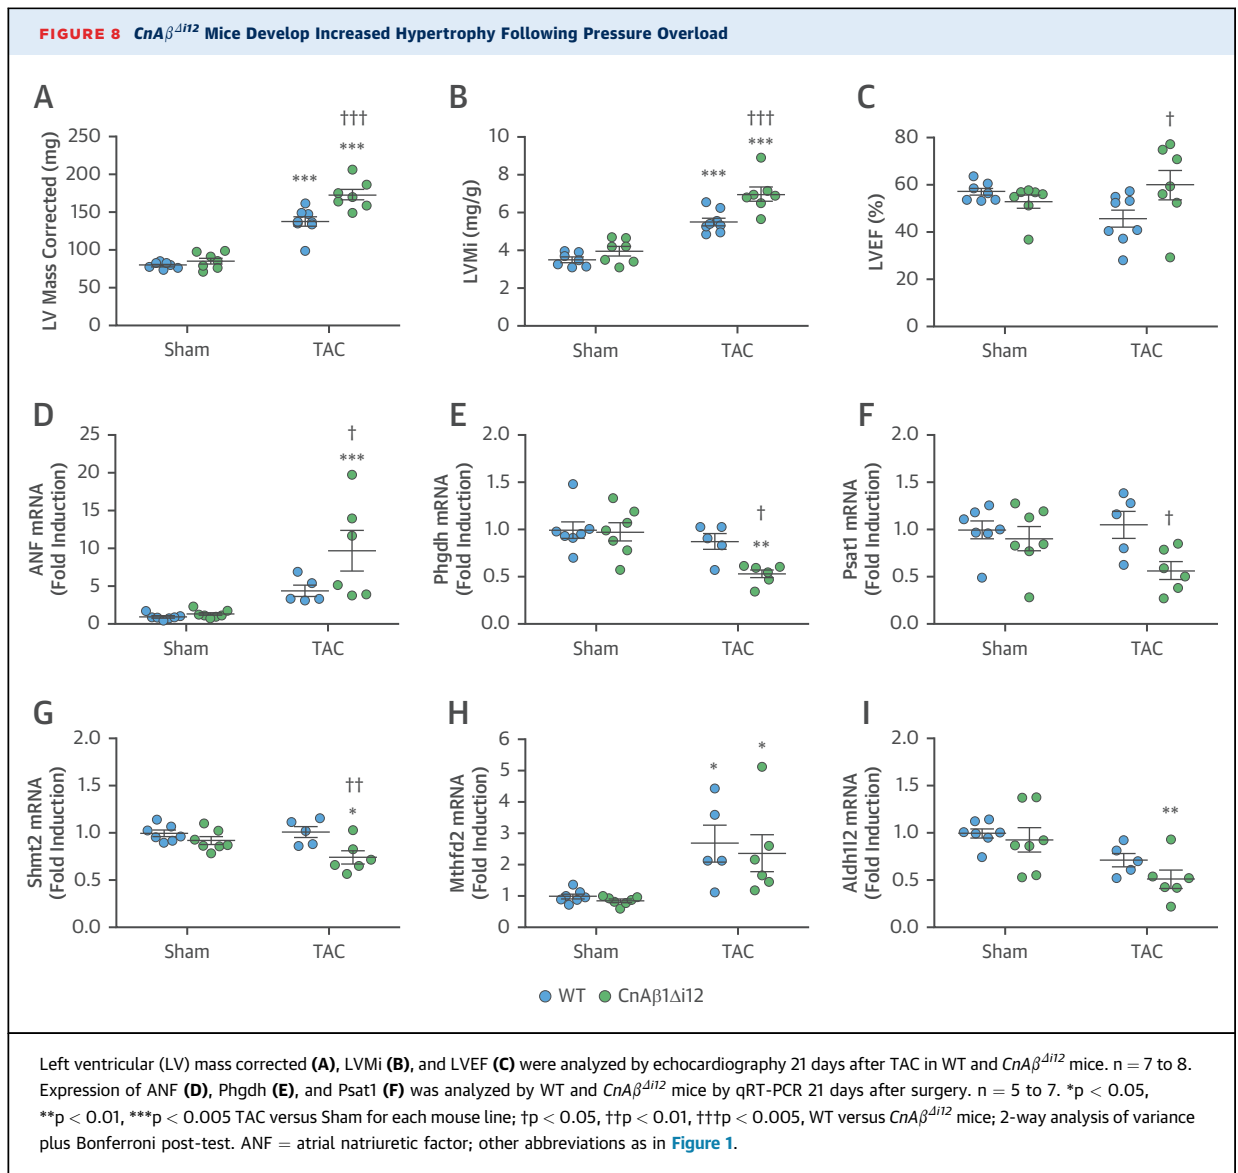 FIGURE 8 CnAβ^Δi12 Mice Develop Increased Hypertrophy Following Pressure Overload
A
LV Mass Corrected (mg)
250
200
150
100
50
0
***
†††
***
Sham TAC
B
LVMi (mg/g)
10
8
6
4
2
0
***
†††
***
Sham TAC
C
LVEF (%)
80
60
40
20
0
†
Sham TAC
D
ANF mRNA
(Fold Induction)
25
20
15
10
5
0
†
***
Sham TAC
E
Phgdh mRNA
(Fold Induction)
2.0
1.5
1.0
0.5
0.0
†
**
Sham TAC
F
Psat1 mRNA
(Fold Induction)
2.0
1.5
1.0
0.5
0.0
†
Sham TAC
G
Shmt2 mRNA
(Fold Induction)
2.0
1.5
1.0
0.5
0.0
††
*
Sham TAC
H
Mthfd2 mRNA
(Fold Induction)
6
5
4
3
2
1
0
*
*
Sham TAC
I
Aldh1l2 mRNA
(Fold Induction)
2.0
1.5
1.0
0.5
0.0
**
Sham TAC
WT CnAβ1Δi12
Left ventricular (LV) mass corrected (A), LVMi (B), and LVEF (C) were analyzed by echocardiography 21 days after TAC in WT and CnAβ^Δi12 mice. n = 7 to 8.
Expression of ANF (D), Phgdh (E), and Psat1 (F) was analyzed by WT and CnAβ^Δi12 mice by qRT-PCR 21 days after surgery. n = 5 to 7. *p < 0.05,
**p < 0.01, ***p < 0.005 TAC versus Sham for each mouse line; †p < 0.05, ††p < 0.01, †††p < 0.005, WT versus CnAβ^Δi12 mice; 2-way analysis of variance
plus Bonferroni post-test. ANF = atrial natriuretic factor; other abbreviations as in Figure 1.